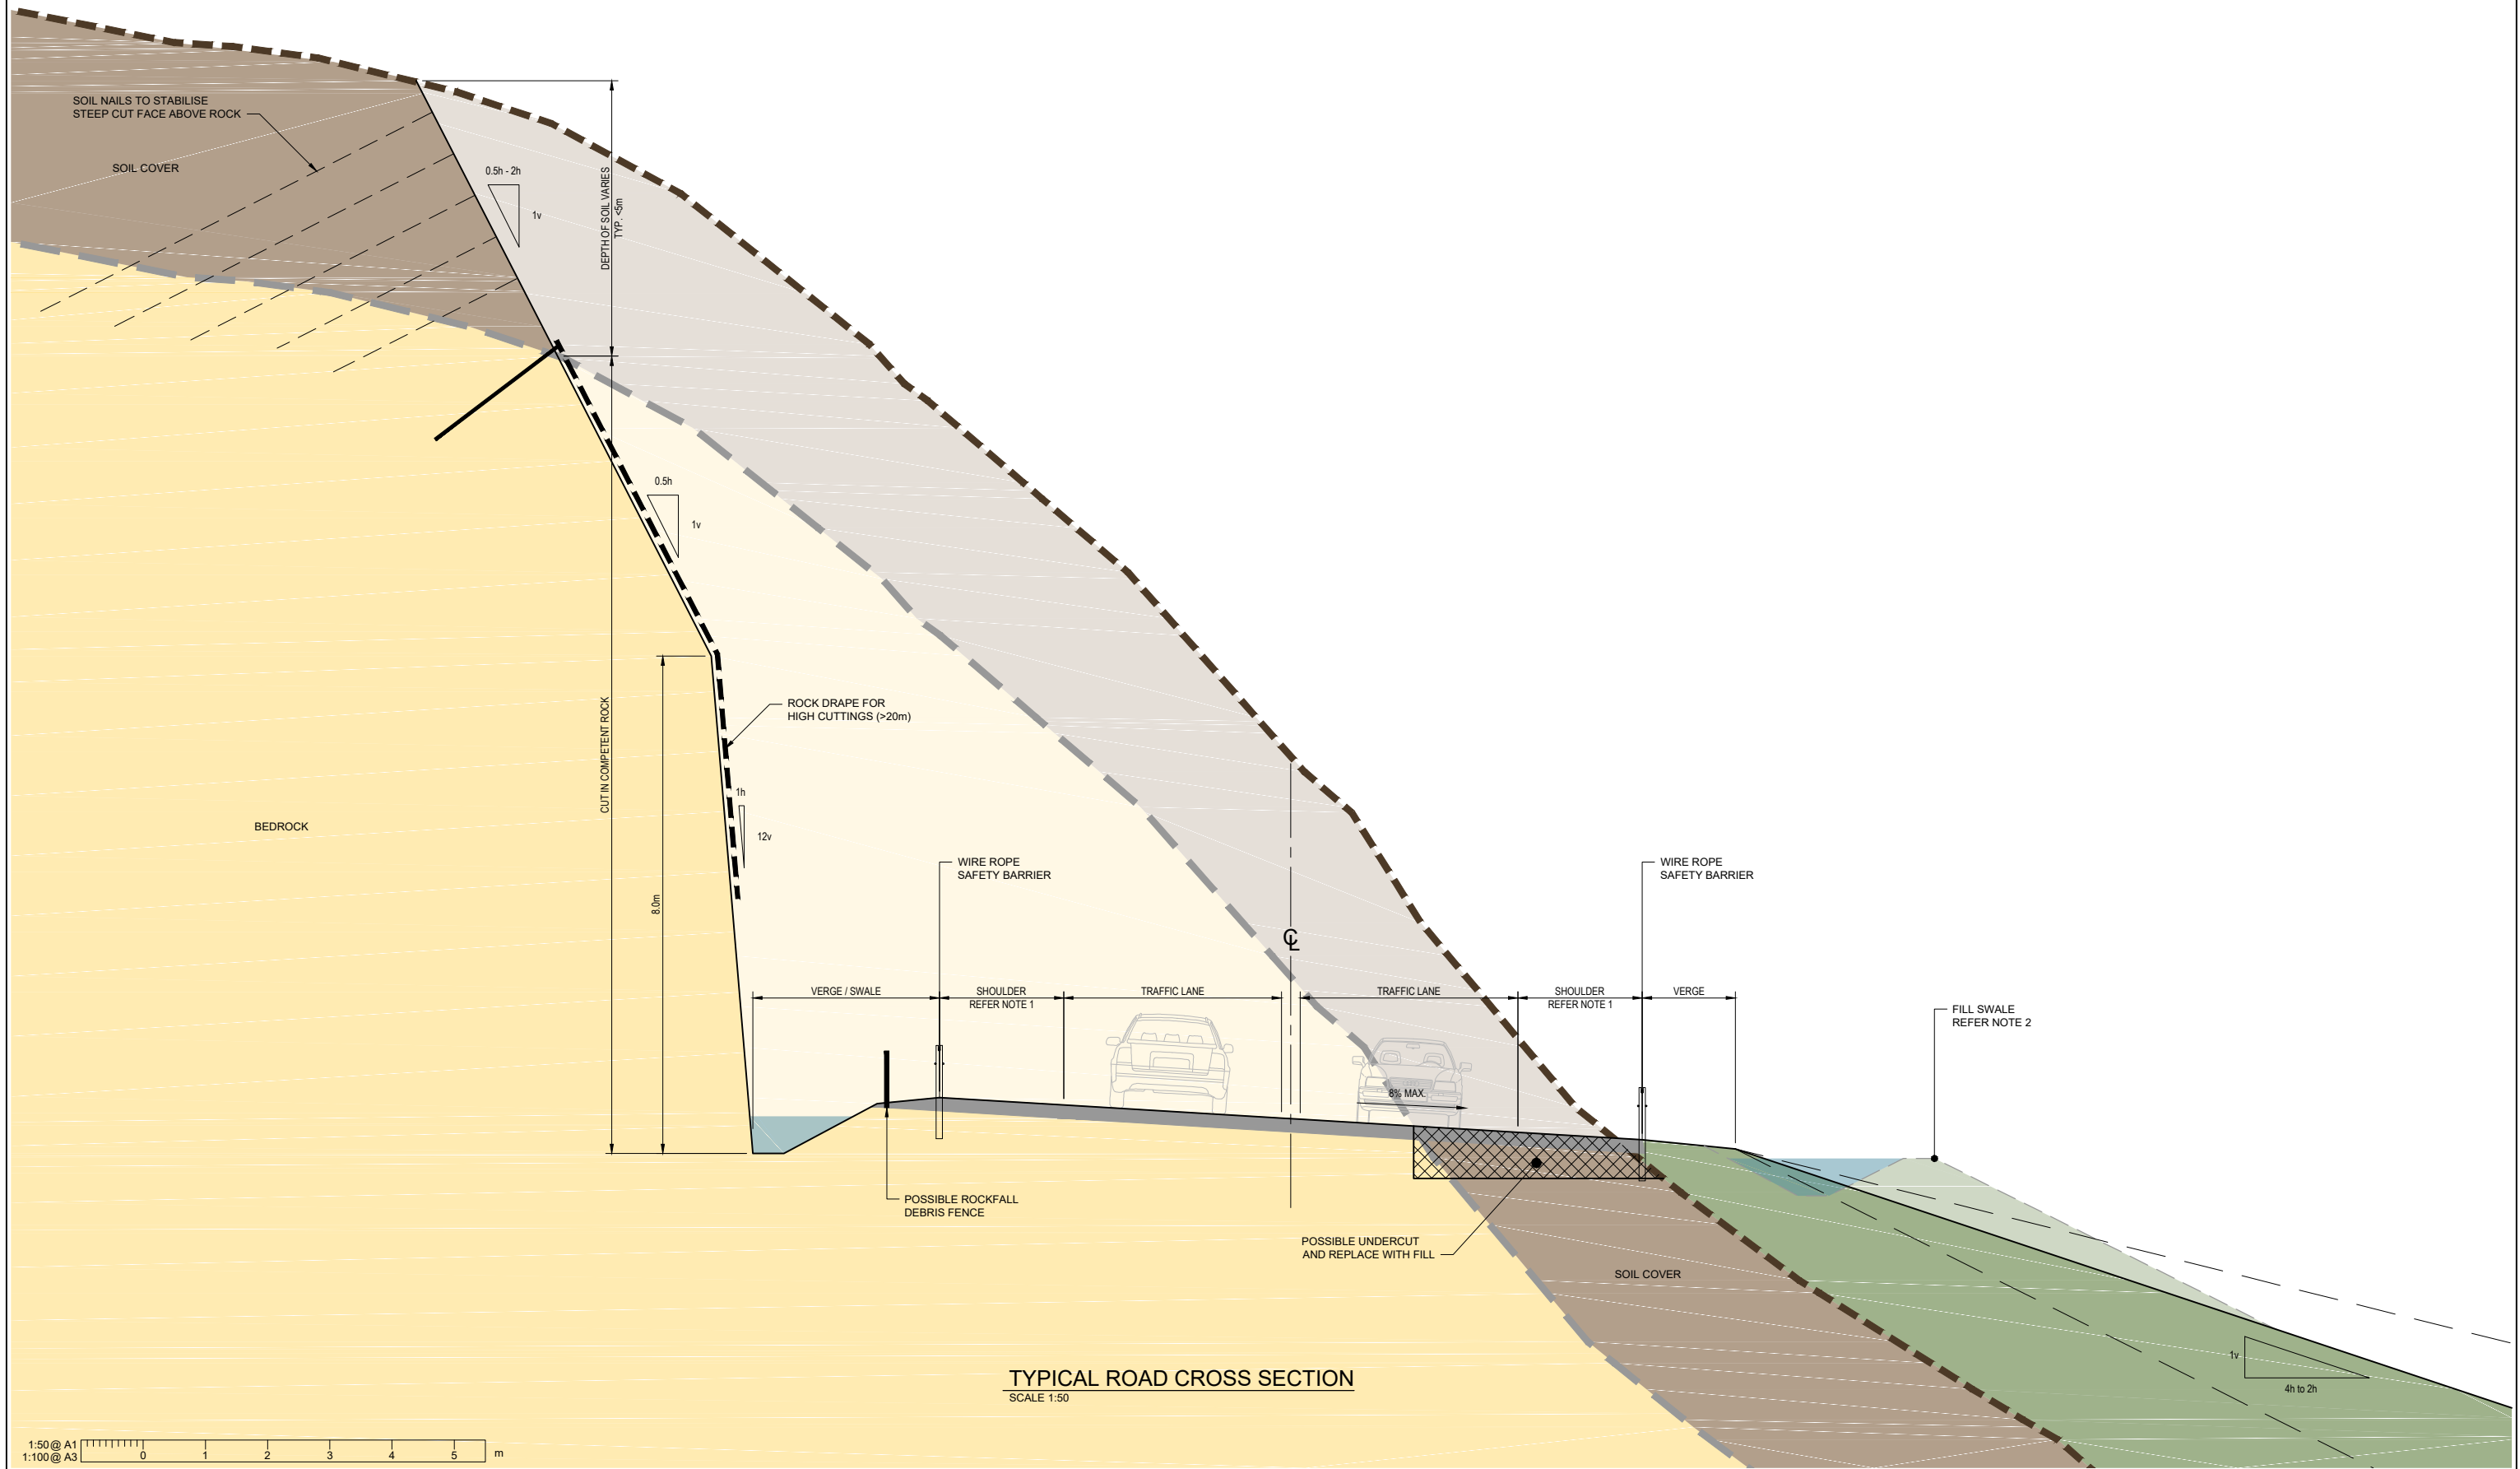 SOIL NAILS TO STABILISE
STEEP CUT FACE ABOVE ROCK
SOIL COVER
0.5h - 2h
1v
DEPTH OF SOIL VARIES
TYP. <5m
0.5h
1v
ROCK DRAPE FOR
HIGH CUTTINGS (>20m)
CUT IN COMPETENT ROCK
1h
12v
BEDROCK
8.0m
WIRE ROPE
SAFETY BARRIER
WIRE ROPE
SAFETY BARRIER
CL
VERGE / SWALE
SHOULDER
REFER NOTE 1
TRAFFIC LANE
TRAFFIC LANE
SHOULDER
REFER NOTE 1
VERGE
FILL SWALE
REFER NOTE 2
8% MAX.
POSSIBLE ROCKFALL
DEBRIS FENCE
POSSIBLE UNDERCUT
AND REPLACE WITH FILL
SOIL COVER
1v
4h to 2h
TYPICAL ROAD CROSS SECTION
SCALE 1:50
1:50@ A1
1:100@ A3
0 1 2 3 4 5 m